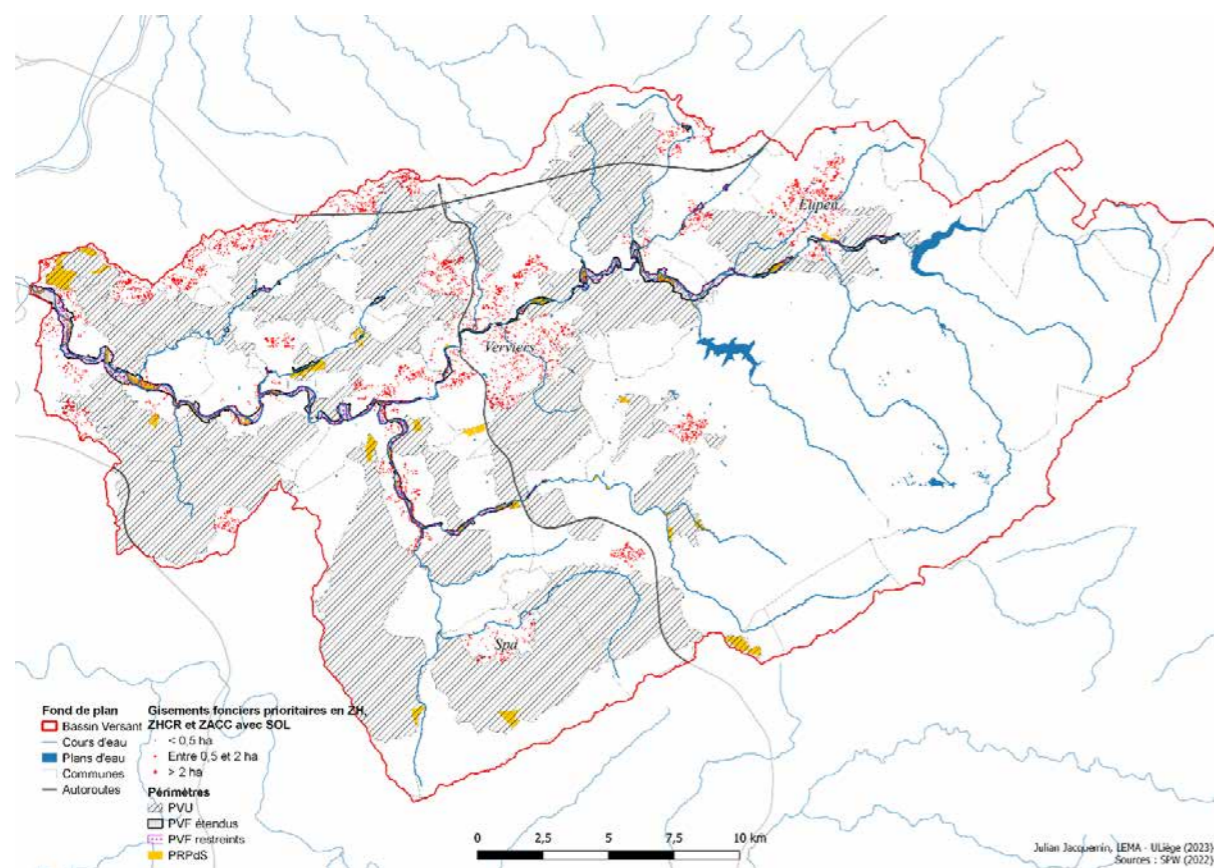 Eupen
Verviers
Spa
Fond de plan
Bassin Versant
Cours d'eau
Plans d'eau
Communes
Autoroutes
Gisements fonciers prioritaires en ZH,
ZHCR et ZACC avec SOL
< 0,5 ha
Entre 0,5 et 2 ha
> 2 ha
Périmètres
PVU
PVF étendus
PVF restreints
PRPdS
0 2,5 5 7,5 10 km
Julian Jacquemin, LEMA - ULiège (2023)
Sources : SPW (2022)